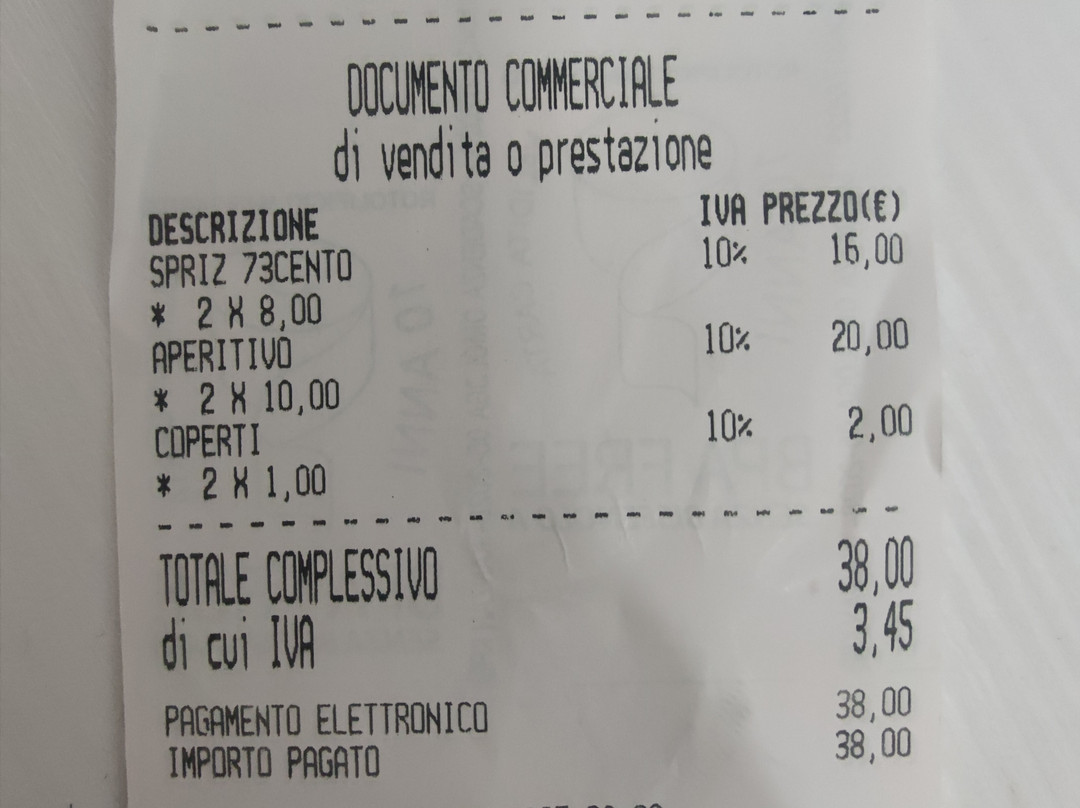 DOCUMENTO COMMERCIALE
di vendita o prestazione
DESCRIZIONE IVA PREZZO(€)
SPRIZ 73CENTO 10% 16,00
* 2 X 8,00
APERITIVO 10% 20,00
* 2 X 10,00
COPERTI 10% 2,00
* 2 X 1,00
TOTALE COMPLESSIVO 38,00
di cui IVA 3,45
PAGAMENTO ELETTRONICO 38,00
IMPORTO PAGATO 38,00